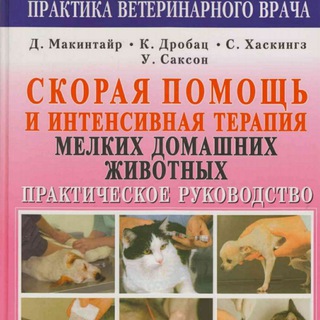 ПРАКТИКА ВЕТЕРИНАРНОГО ВРАЧА
Д. Макинтайр • К. Дробац • С. Хаскингз
У. Саксон
СКОРАЯ ПОМОЩЬ
И ИНТЕНСИВНАЯ ТЕРАПИЯ
МЕЛКИХ ДОМАШНИХ
ЖИВОТНЫХ
ПРАКТИЧЕСКОЕ РУКОВОДСТВО